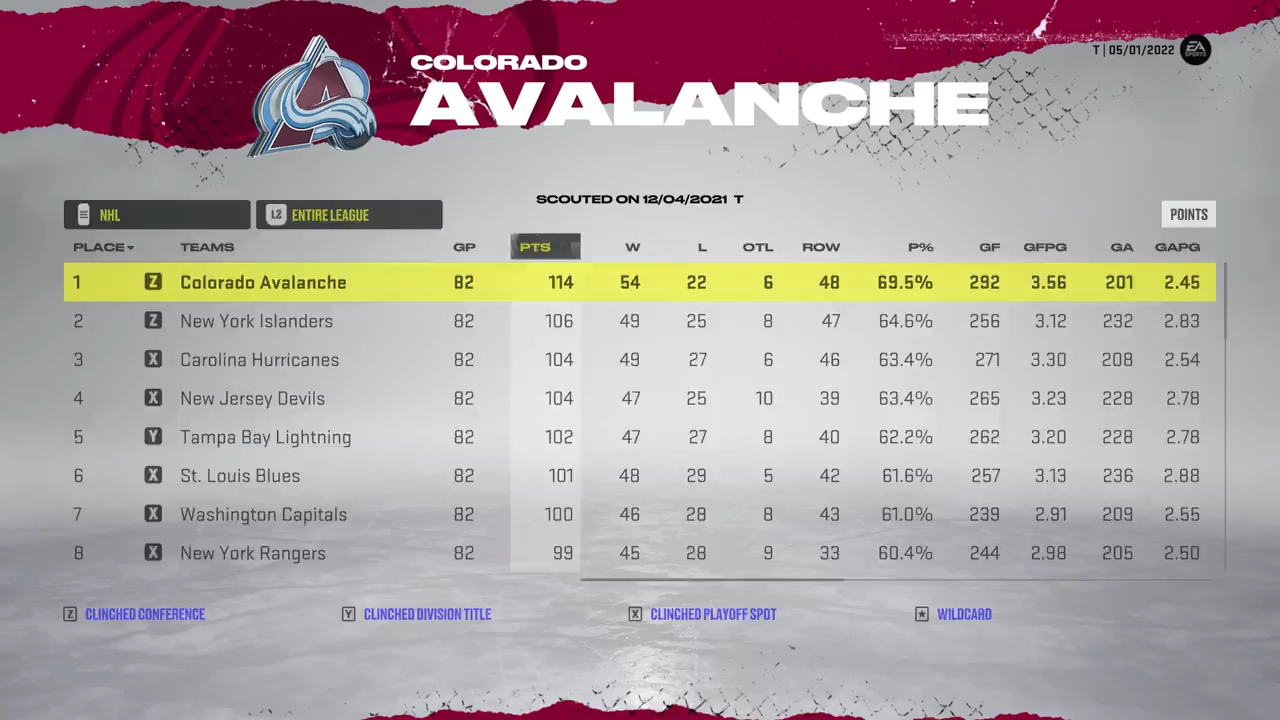 T | 05/01/2022 EA SPORTS
COLORADO
AVALANCHE
SCOUTED ON 12/04/2021 T
NHL L2 ENTIRE LEAGUE POINTS
PLACE TEAMS GP PTS W L OTL ROW P% GF GFPG GA GAPG
1 Z Colorado Avalanche 82 114 54 22 6 48 69.5% 292 3.56 201 2.45
2 Z New York Islanders 82 106 49 25 8 47 64.6% 256 3.12 232 2.83
3 X Carolina Hurricanes 82 104 49 27 6 46 63.4% 271 3.30 208 2.54
4 X New Jersey Devils 82 104 47 25 10 39 63.4% 265 3.23 228 2.78
5 Y Tampa Bay Lightning 82 102 47 27 8 40 62.2% 262 3.20 228 2.78
6 X St. Louis Blues 82 101 48 29 5 42 61.6% 257 3.13 236 2.88
7 X Washington Capitals 82 100 46 28 8 43 61.0% 239 2.91 209 2.55
8 X New York Rangers 82 99 45 28 9 33 60.4% 244 2.98 205 2.50
Z CLINCHED CONFERENCE Y CLINCHED DIVISION TITLE X CLINCHED PLAYOFF SPOT ★ WILDCARD